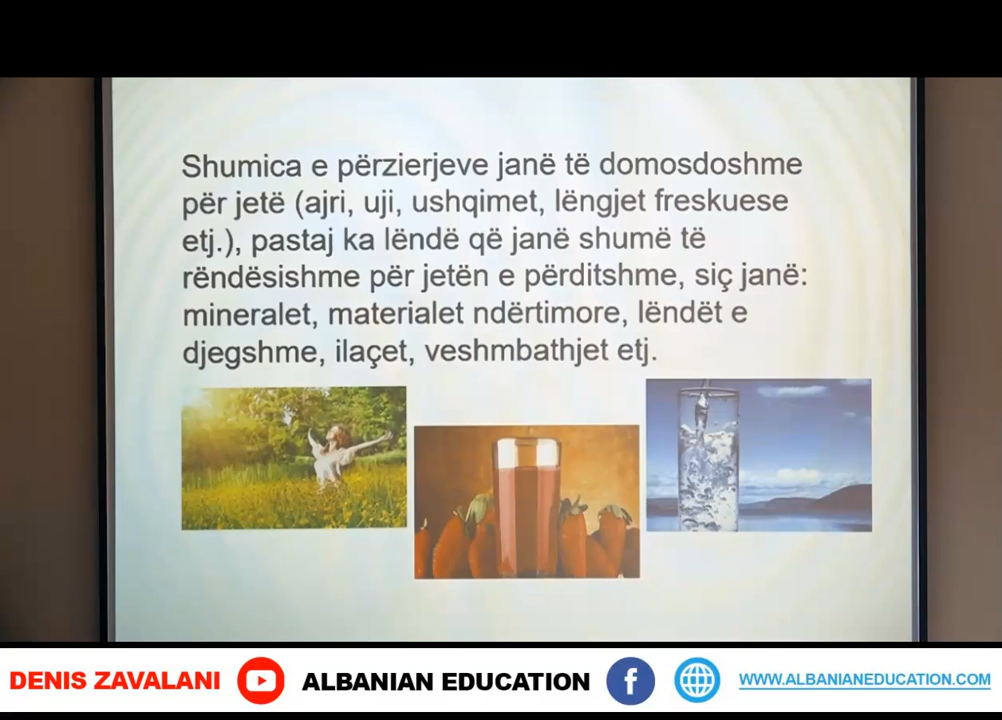 Shumica e përzierjeve janë të domosdoshme
për jetë (ajri, uji, ushqimet, lëngjet freskuese
etj.), pastaj ka lëndë që janë shumë të
rëndësishme për jetën e përditshme, siç janë:
mineralet, materialet ndërtimore, lëndët e
djegshme, ilaçet, veshmbathjet etj.
DENIS ZAVALANI ALBANIAN EDUCATION f WWW.ALBANIANEDUCATION.COM